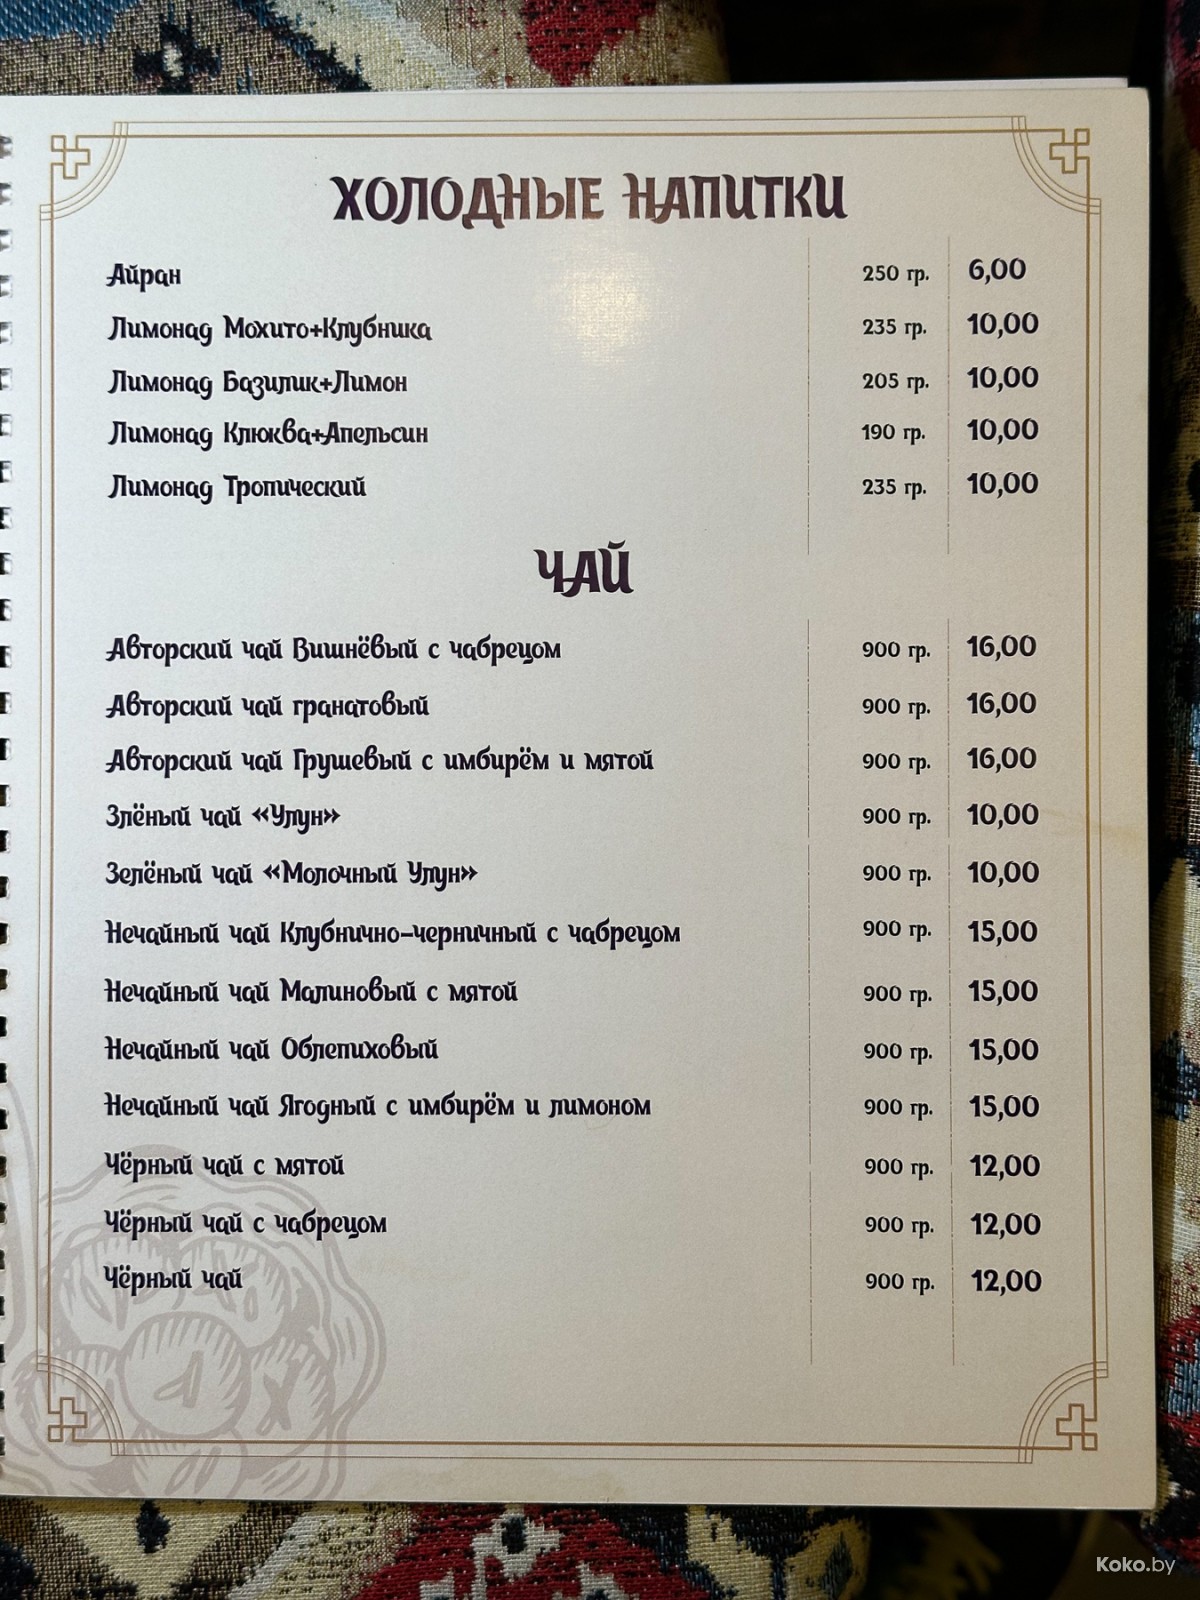 ХОЛОДНЫЕ НАПИТКИ
Айран 250 гр. 6,00
Лимонад Мохито+Клубника 235 гр. 10,00
Лимонад Базилик+Лимон 205 гр. 10,00
Лимонад Клюква+Апельсин 190 гр. 10,00
Лимонад Тропический 235 гр. 10,00
ЧАЙ
Авторский чай Вишнёвый с чабрецом 900 гр. 16,00
Авторский чай гранатовый 900 гр. 16,00
Авторский чай Грушевый с имбирём и мятой 900 гр. 16,00
Злёный чай «Улун» 900 гр. 10,00
Зелёный чай «Молочный Улун» 900 гр. 10,00
Нечайный чай Клубнично-черничный с чабрецом 900 гр. 15,00
Нечайный чай Малиновый с мятой 900 гр. 15,00
Нечайный чай Облепиховый 900 гр. 15,00
Нечайный чай Ягодный с имбирём и лимоном 900 гр. 15,00
Чёрный чай с мятой 900 гр. 12,00
Чёрный чай с чабрецом 900 гр. 12,00
Чёрный чай 900 гр. 12,00
Koko.by